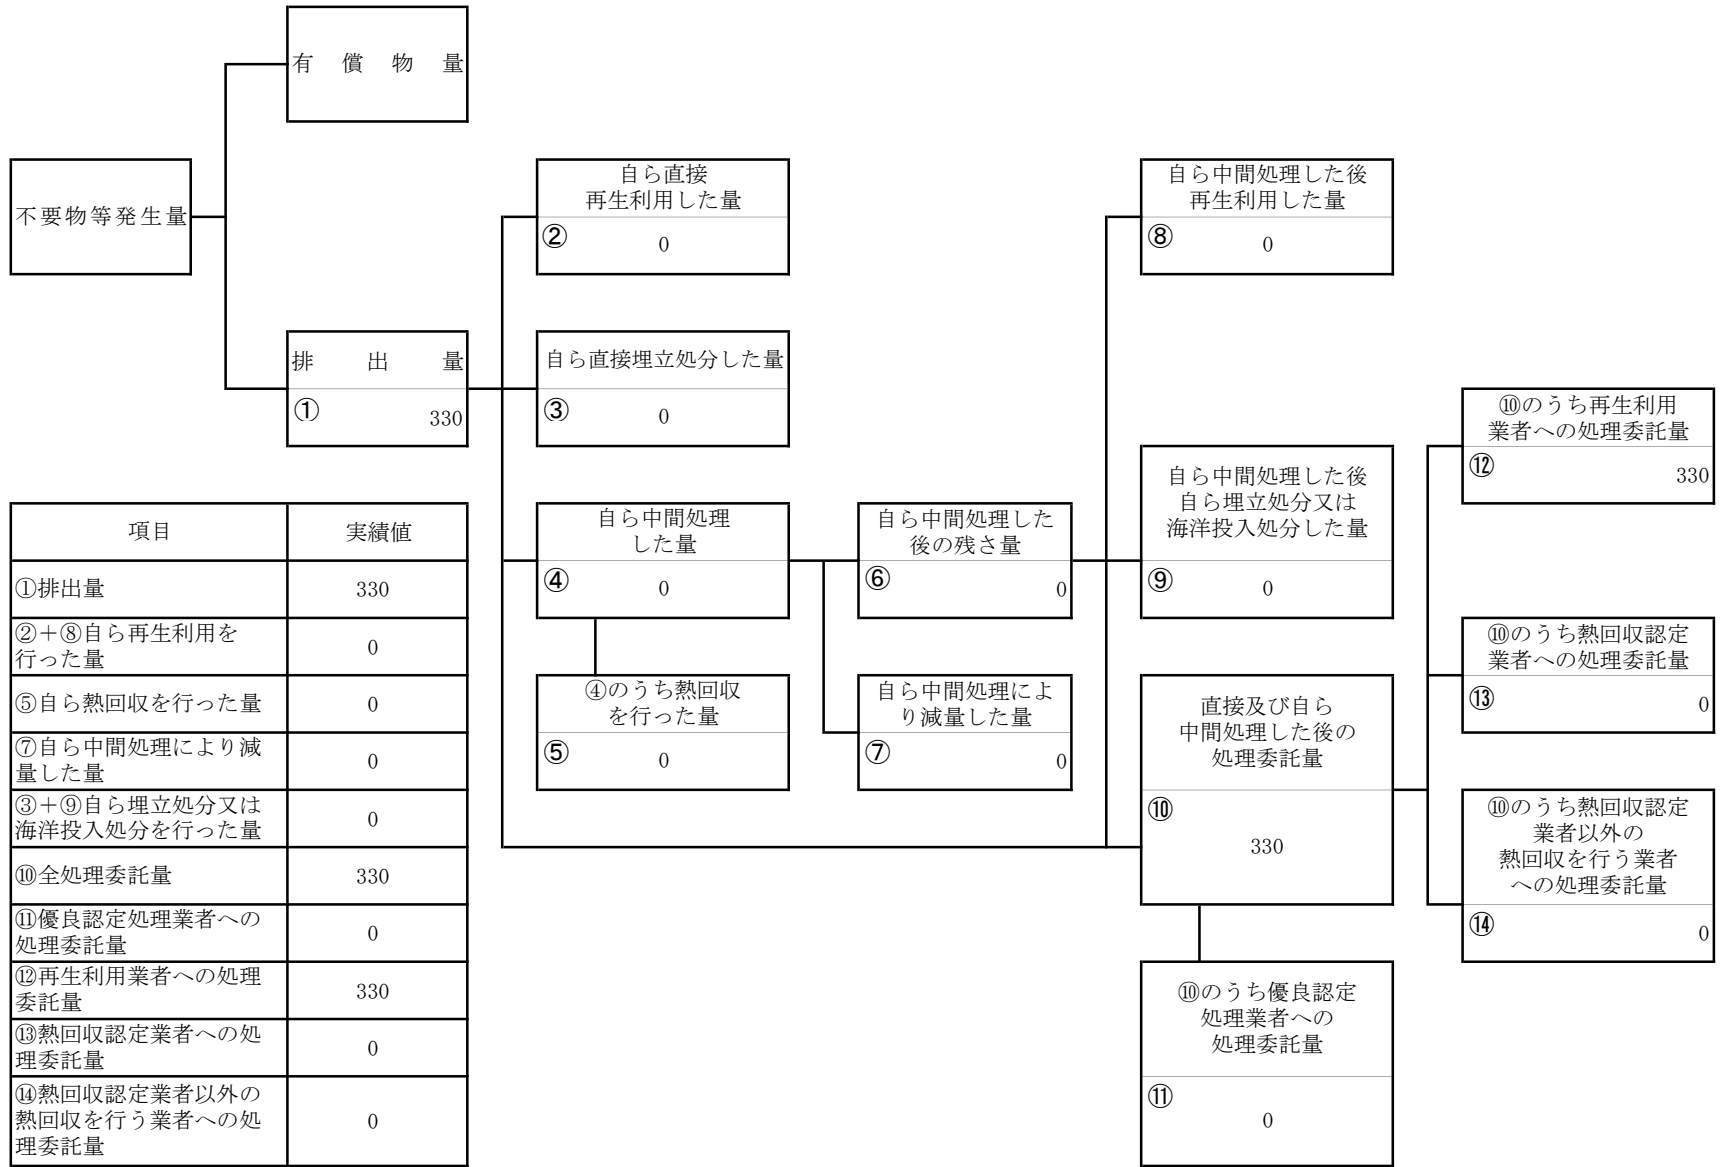 有償物量
不要物等発生量
自ら直接
再生利用した量
② 0
自ら中間処理した後
再生利用した量
⑧ 0
排出量
① 330
自ら直接埋立処分した量
③ 0
⑩のうち再生利用
業者への処理委託量
⑫ 330
自ら中間処理
した量
④ 0
自ら中間処理した
後の残さ量
⑥ 0
自ら中間処理した後
自ら埋立処分又は
海洋投入処分した量
⑨ 0
⑩のうち熱回収認定
業者への処理委託量
⑬ 0
④のうち熱回収
を行った量
⑤ 0
自ら中間処理によ
り減量した量
⑦ 0
直接及び自ら
中間処理した後の
処理委託量
⑩
330
⑩のうち熱回収認定
業者以外の
熱回収を行う業者
への処理委託量
⑭ 0
⑩のうち優良認定
処理業者への
処理委託量
⑪
0
項目 実績値
①排出量 330
②+⑧自ら再生利用を
行った量 0
⑤自ら熱回収を行った量 0
⑦自ら中間処理により減
量した量 0
③+⑨自ら埋立処分又は
海洋投入処分を行った量 0
⑩全処理委託量 330
⑪優良認定処理業者への
処理委託量 0
⑫再生利用業者への処理
委託量 330
⑬熱回収認定業者への処
理委託量 0
⑭熱回収認定業者以外の
熱回収を行う業者への処 0
理委託量